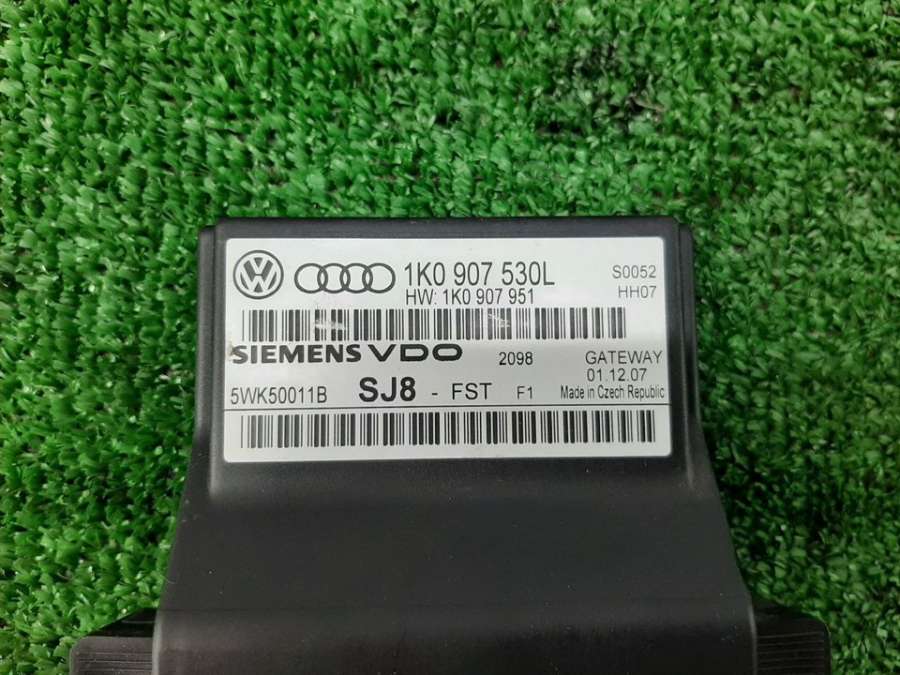 1K0 907 530L S0052
HW: 1K0 907 951 HH07
SIEMENS VDO 2098 GATEWAY
01.12.07
5WK50011B SJ8 - FST F1 Made in Czech Republic